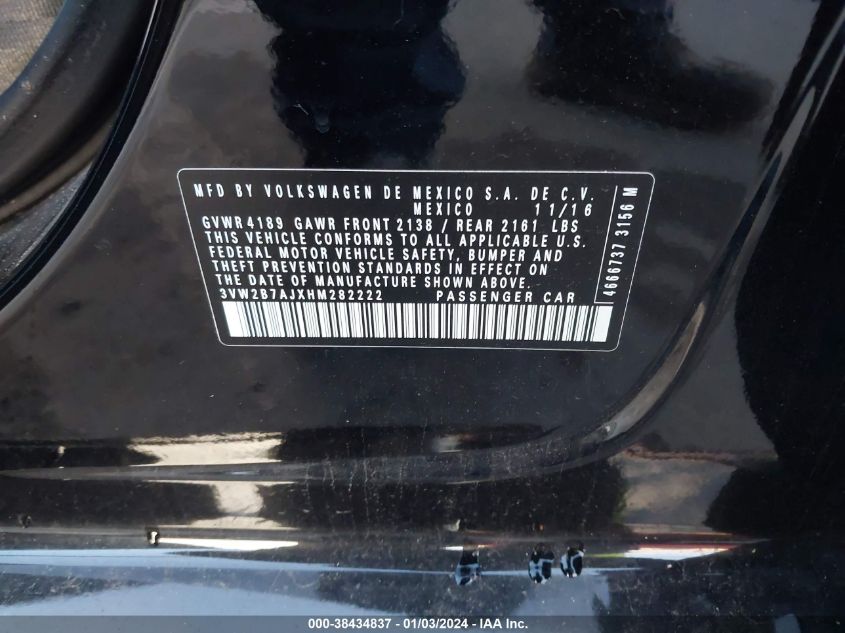 MFD BY VOLKSWAGEN DE MEXICO S.A. DE C.V.
MEXICO 11/16
GVWR 4189 GAWR FRONT 2138 / REAR 2161 LBS
THIS VEHICLE CONFORMS TO ALL APPLICABLE U.S.
FEDERAL MOTOR VEHICLE SAFETY, BUMPER AND
THEFT PREVENTION STANDARDS IN EFFECT ON
THE DATE OF MANUFACTURE SHOWN ABOVE.
3VW2B7AJXHM282222 PASSENGER CAR
4666737 3156 M
000-38434837 - 01/03/2024 - IAA Inc.